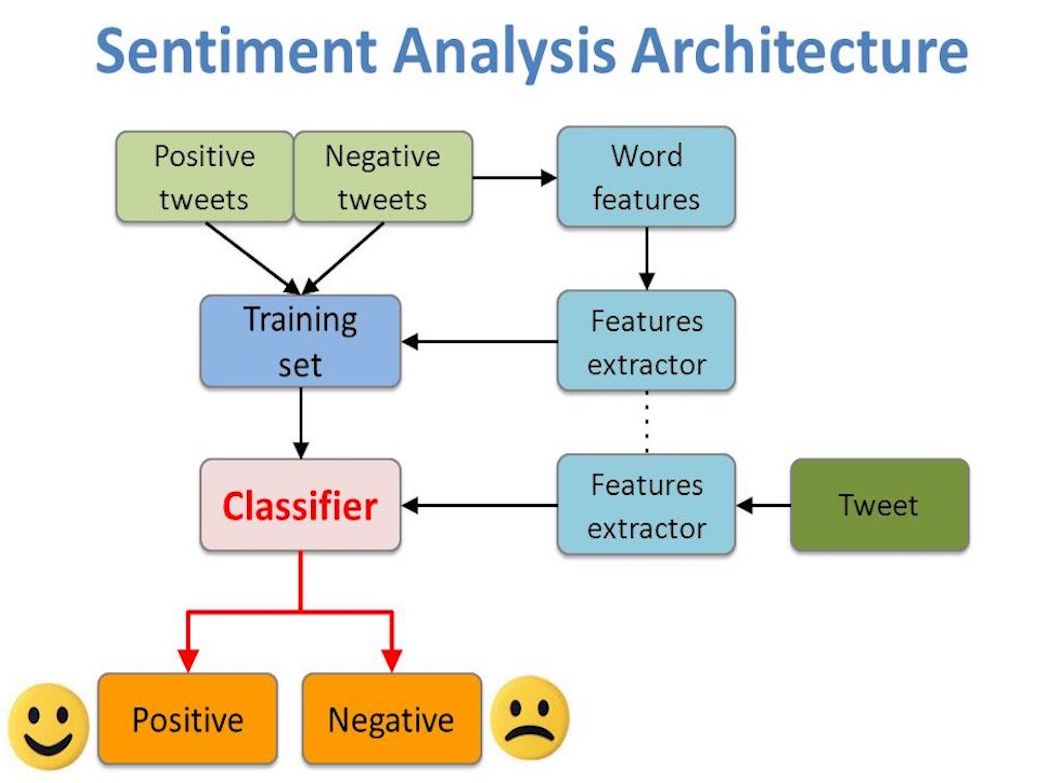 Sentiment Analysis Architecture
Positive
tweets
Negative
tweets
Word
features
Training
set
Features
extractor
Classifier
Features
extractor
Tweet
Positive
Negative